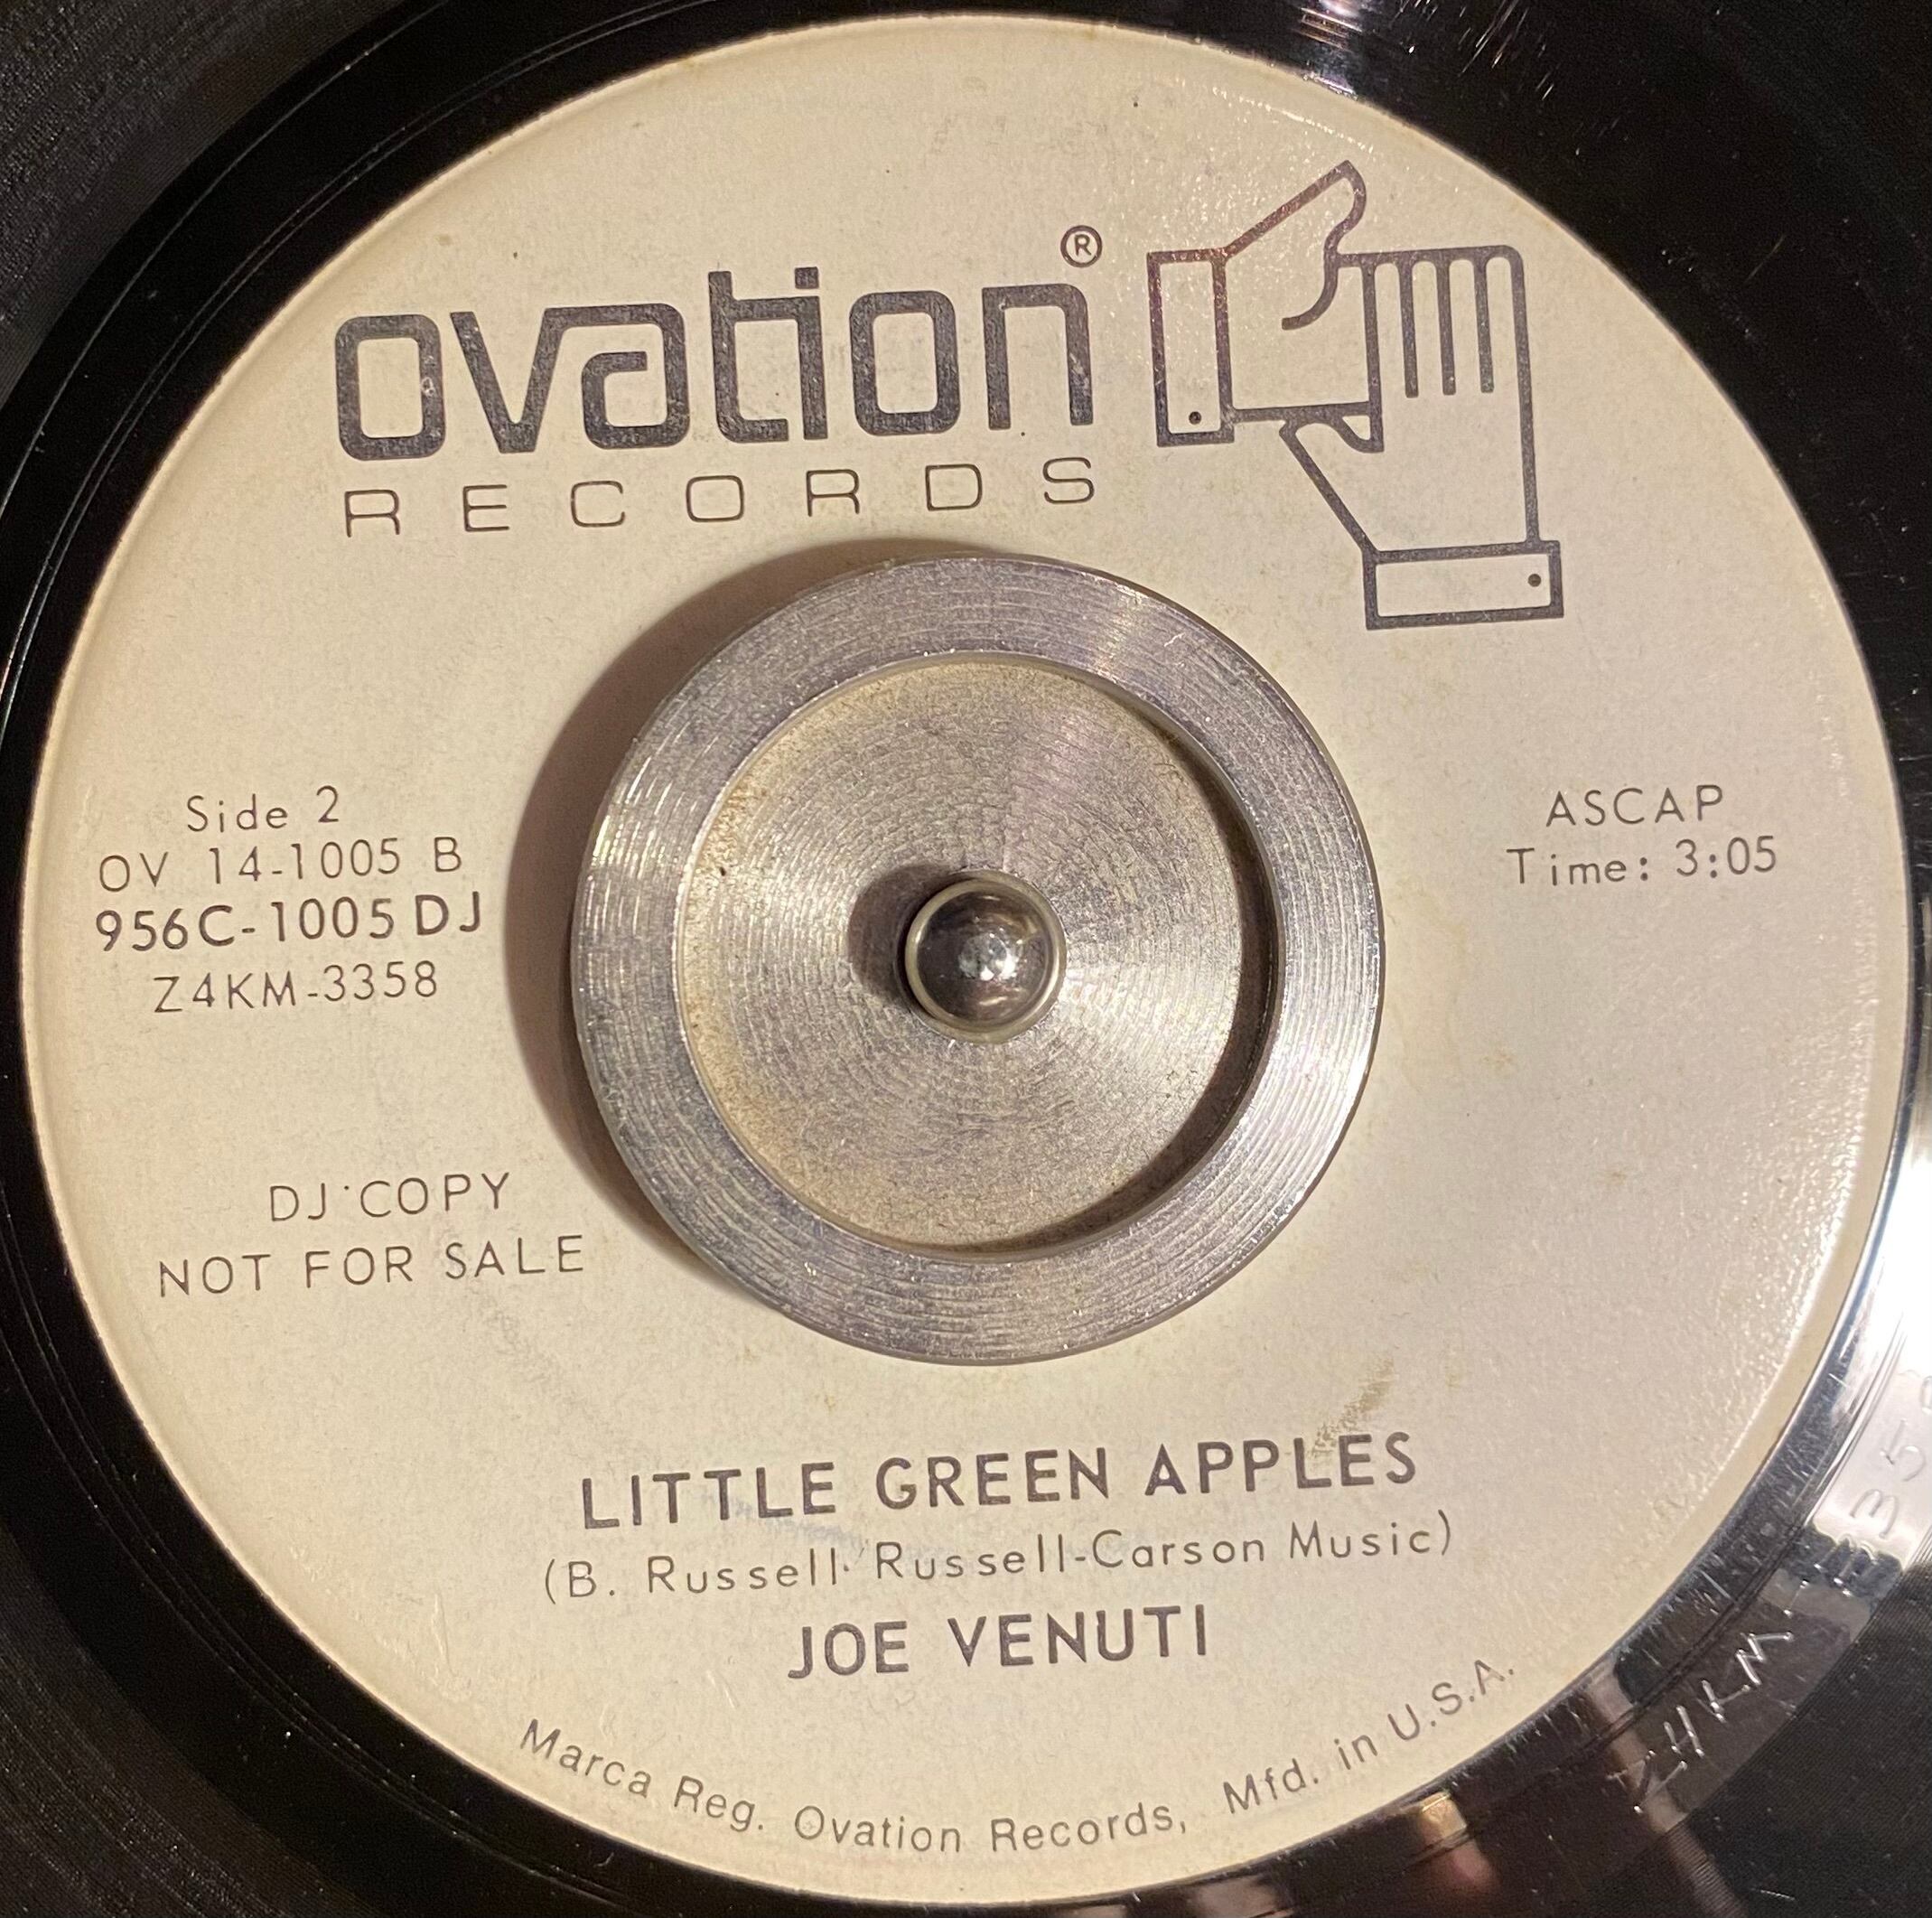 ovation®
RECORDS
Side 2
OV 14-1005 B
956C-1005 DJ
Z4KM-3358
ASCAP
Time: 3:05
DJ COPY
NOT FOR SALE
LITTLE GREEN APPLES
(B. Russell-Russell-Carson Music)
JOE VENUTI
Marca Reg. Ovation Records, Mfd. in U.S.A.